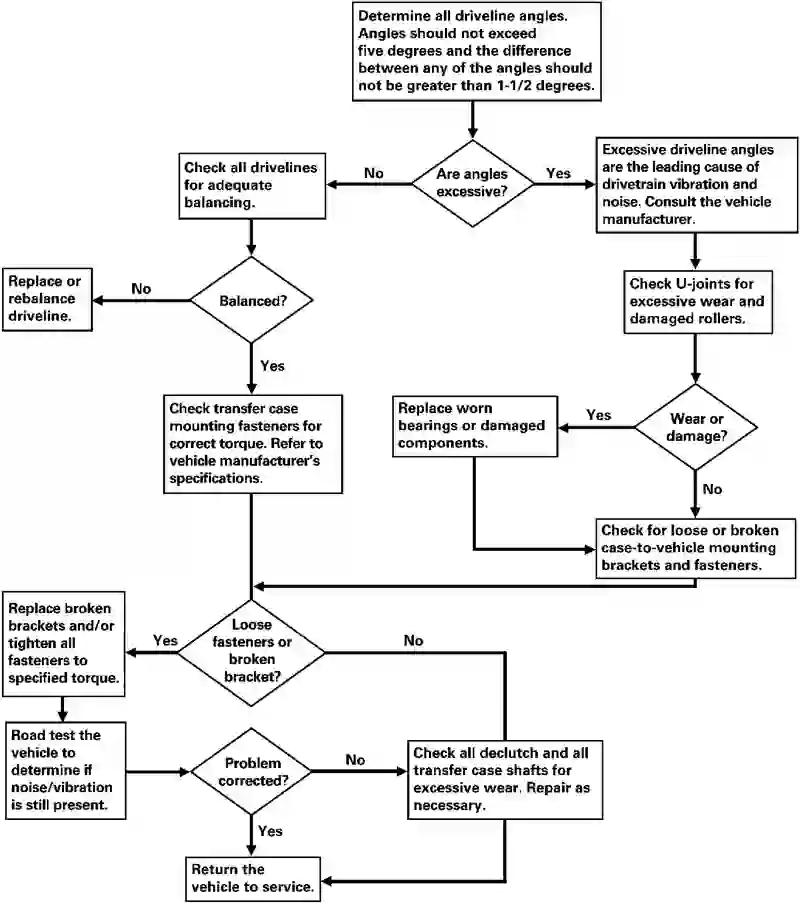 Determine all driveline angles.
Angles should not exceed
five degrees and the difference
between any of the angles should
not be greater than 1-1/2 degrees.
Are angles
excessive?
No
Yes
Check all drivelines
for adequate
balancing.
Excessive driveline angles
are the leading cause of
drivetrain vibration and
noise. Consult the vehicle
manufacturer.
Balanced?
No
Replace or
rebalance
driveline.
Yes
Check U-joints for
excessive wear and
damaged rollers.
Check transfer case
mounting fasteners for
correct torque. Refer to
vehicle manufacturer's
specifications.
Wear or
damage?
Yes
Replace worn
bearings or damaged
components.
No
Check for loose or broken
case-to-vehicle mounting
brackets and fasteners.
Loose
fasteners or
broken
bracket?
Yes
No
Replace broken
brackets and/or
tighten all
fasteners to
specified torque.
Road test the
vehicle to
determine if
noise/vibration
is still present.
Problem
corrected?
No
Check all declutch and all
transfer case shafts for
excessive wear. Repair as
necessary.
Yes
Return the
vehicle to service.